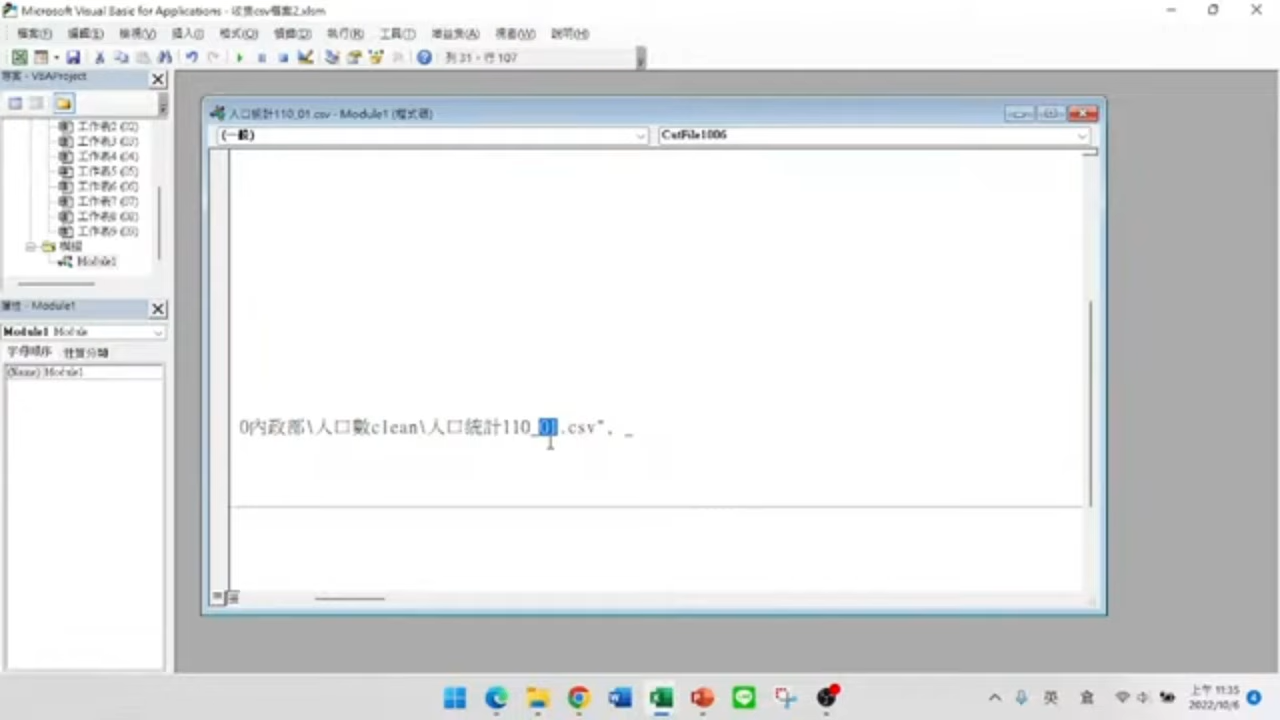 Microsoft Visual Basic for Applications - 收集csv檔案2.xlsm
檔案(F) 編輯(E) 檢視(V) 插入(I) 格式(O) 偵錯(D) 執行(R) 工具(T) 增益集(A) 視窗(W) 說明(H)
列 31，行 107
專案 - VBAProject
工作表2 (02)
工作表3 (03)
工作表4 (04)
工作表5 (05)
工作表6 (06)
工作表7 (07)
工作表8 (08)
工作表9 (09)
模組
Module1
屬性 - Module1
Module1 Module
字母順序 性質分類
(Name) Module1
人口統計110_01.csv - Module1 (程式碼)
(一般)
CutFile1006
0內政部\人口數clean\人口統計110_01.csv", _
英
倉
上午 11:35
2022/10/6
4